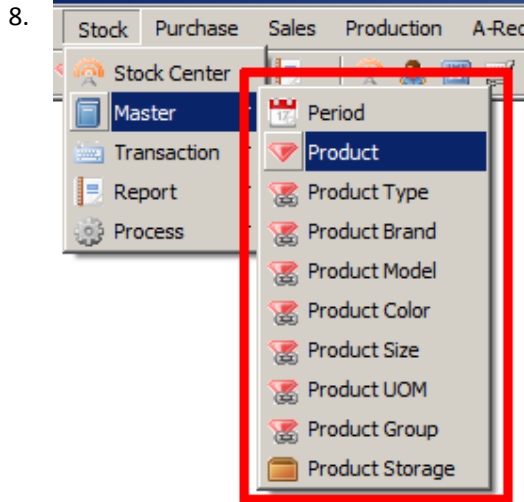 8.
Stock Purchase Sales Production
Stock Center
Master
Transaction
Report
Process
Period
Product
Product Type
Product Brand
Product Model
Product Color
Product Size
Product UOM
Product Group
Product Storage